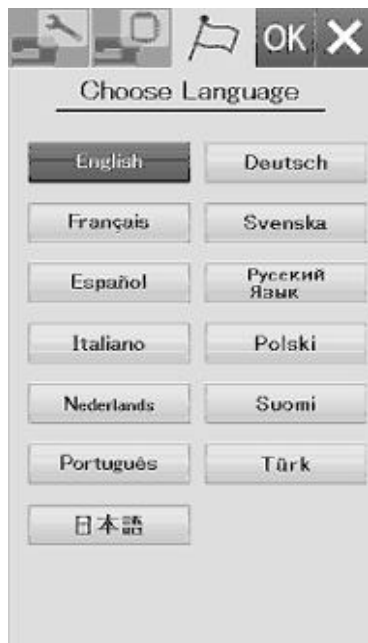 OK
Choose Language
English
Deutsch
Français
Svenska
Español
Русский
Язык
Italiano
Polski
Nederlands
Suomi
Português
Türk
日本語